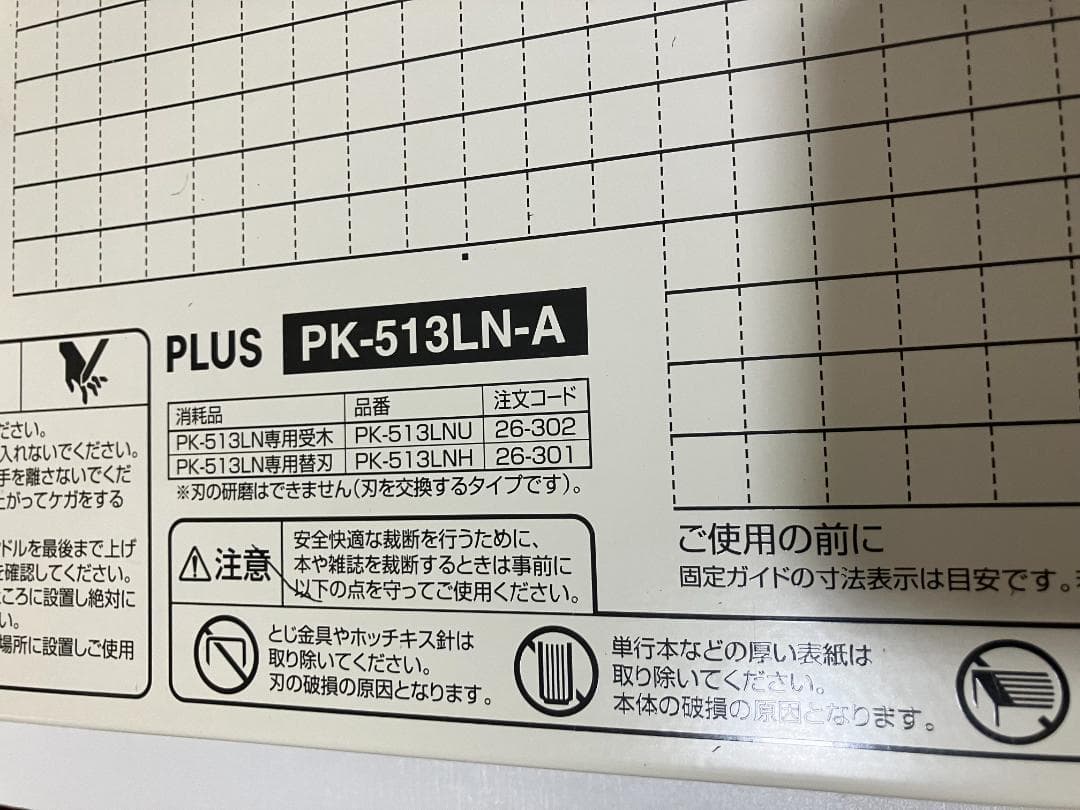 PLUS PK-513LN-A
消耗品 品番 注文コード
PK-513LN専用受木 PK-513LNU 26-302
PK-513LN専用替刃 PK-513LNH 26-301
※刃の研磨はできません(刃を交換するタイプです)。
ださい。
入れないでください。
手を離さないでくだ
上がってケガをする
ドルを最後まで上げ
を確認してください。
ころに設置し絶対に
い。
場所に設置しご使用
注意
安全快適な裁断を行うために、
本や雑誌を裁断するときは事前に
以下の点を守ってご使用ください。
とじ金具やホッチキス針は
取り除いてください。
刃の破損の原因となります。
単行本などの厚い表紙は
取り除いてください。
本体の破損の原因となります。
ご使用の前に
固定ガイドの寸法表示は目安です。